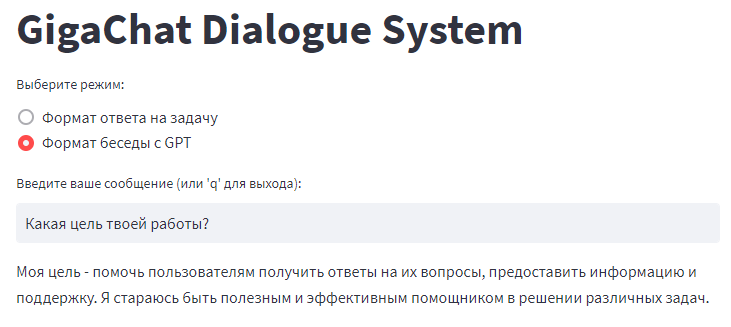 GigaChat Dialogue System
Выберите режим:
Формат ответа на задачу
Формат беседы с GPT
Введите ваше сообщение (или 'q' для выхода):
Какая цель твоей работы?
Моя цель - помочь пользователям получить ответы на их вопросы, предоставить информацию и
поддержку. Я стараюсь быть полезным и эффективным помощником в решении различных задач.